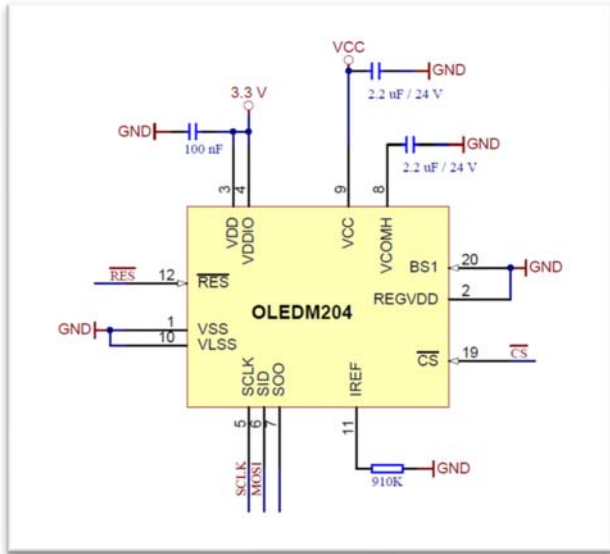 VCC
GND
2.2 uF / 24 V
3.3 V
GND
100 nF
GND
2.2 uF / 24 V
3
4
9
8
VDD
VDDIO
VCC
VCOMH
BS1
20
GND
RES
12
RES
REGVDD
2
OLEDM204
GND
1
VSS
10
VLSS
CS
19
CS
SCLK
SID
SOO
IREF
5
6
7
11
SCLK
MOSI
910K
GND